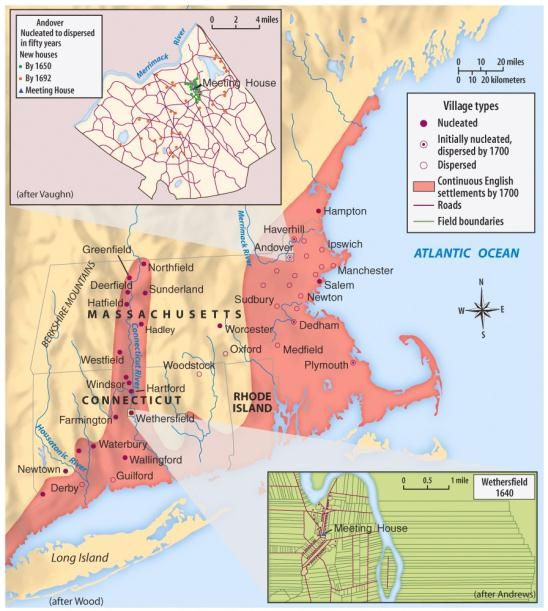 Andover
Nucleated to dispersed
in fifty years
New houses
By 1650
By 1692
Meeting House
0 2 4 miles
Merrimack River
Meeting House
(after Vaughn)
0 10 20 miles
0 10 20 kilometers
Village types
Nucleated
Initially nucleated,
dispersed by 1700
Dispersed
Continuous English
settlements by 1700
Roads
Field boundaries
Hampton
Haverhill
Merrimack River
Andover
Ipswich
ATLANTIC OCEAN
Greenfield
Northfield
Manchester
Deerfield
Sunderland
Salem
BERKSHIRE MOUNTAINS
Hatfield
Sudbury
Newton
MASSACHUSETTS
N
W E
S
Hadley
Worcester
Dedham
Connecticut River
Oxford
Medfield
Westfield
Woodstock
Plymouth
Windsor
Hartford
CONNECTICUT
RHODE
ISLAND
Farmington
Wethersfield
Housatonic River
Waterbury
Wallingford
Newtown
Guilford
Derby
0 0.5 1 mile
Wethersfield
1640
Meeting House
(after Andrews)
Long Island
(after Wood)